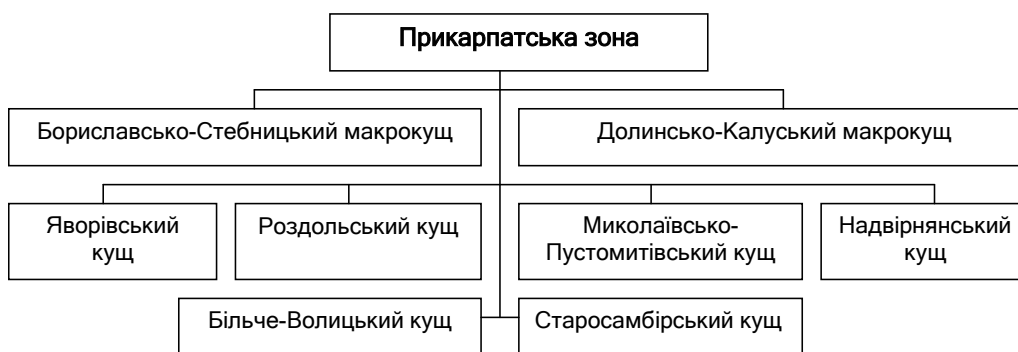 Прикарпатська зона
Бориславсько-Стебницький макрокущ
Долинсько-Калуський макрокущ
Яворівський
кущ
Роздольський кущ
Миколаївсько-
Пустомитівський кущ
Надвірнянський
кущ
Більче-Волицький кущ
Старосамбірський кущ